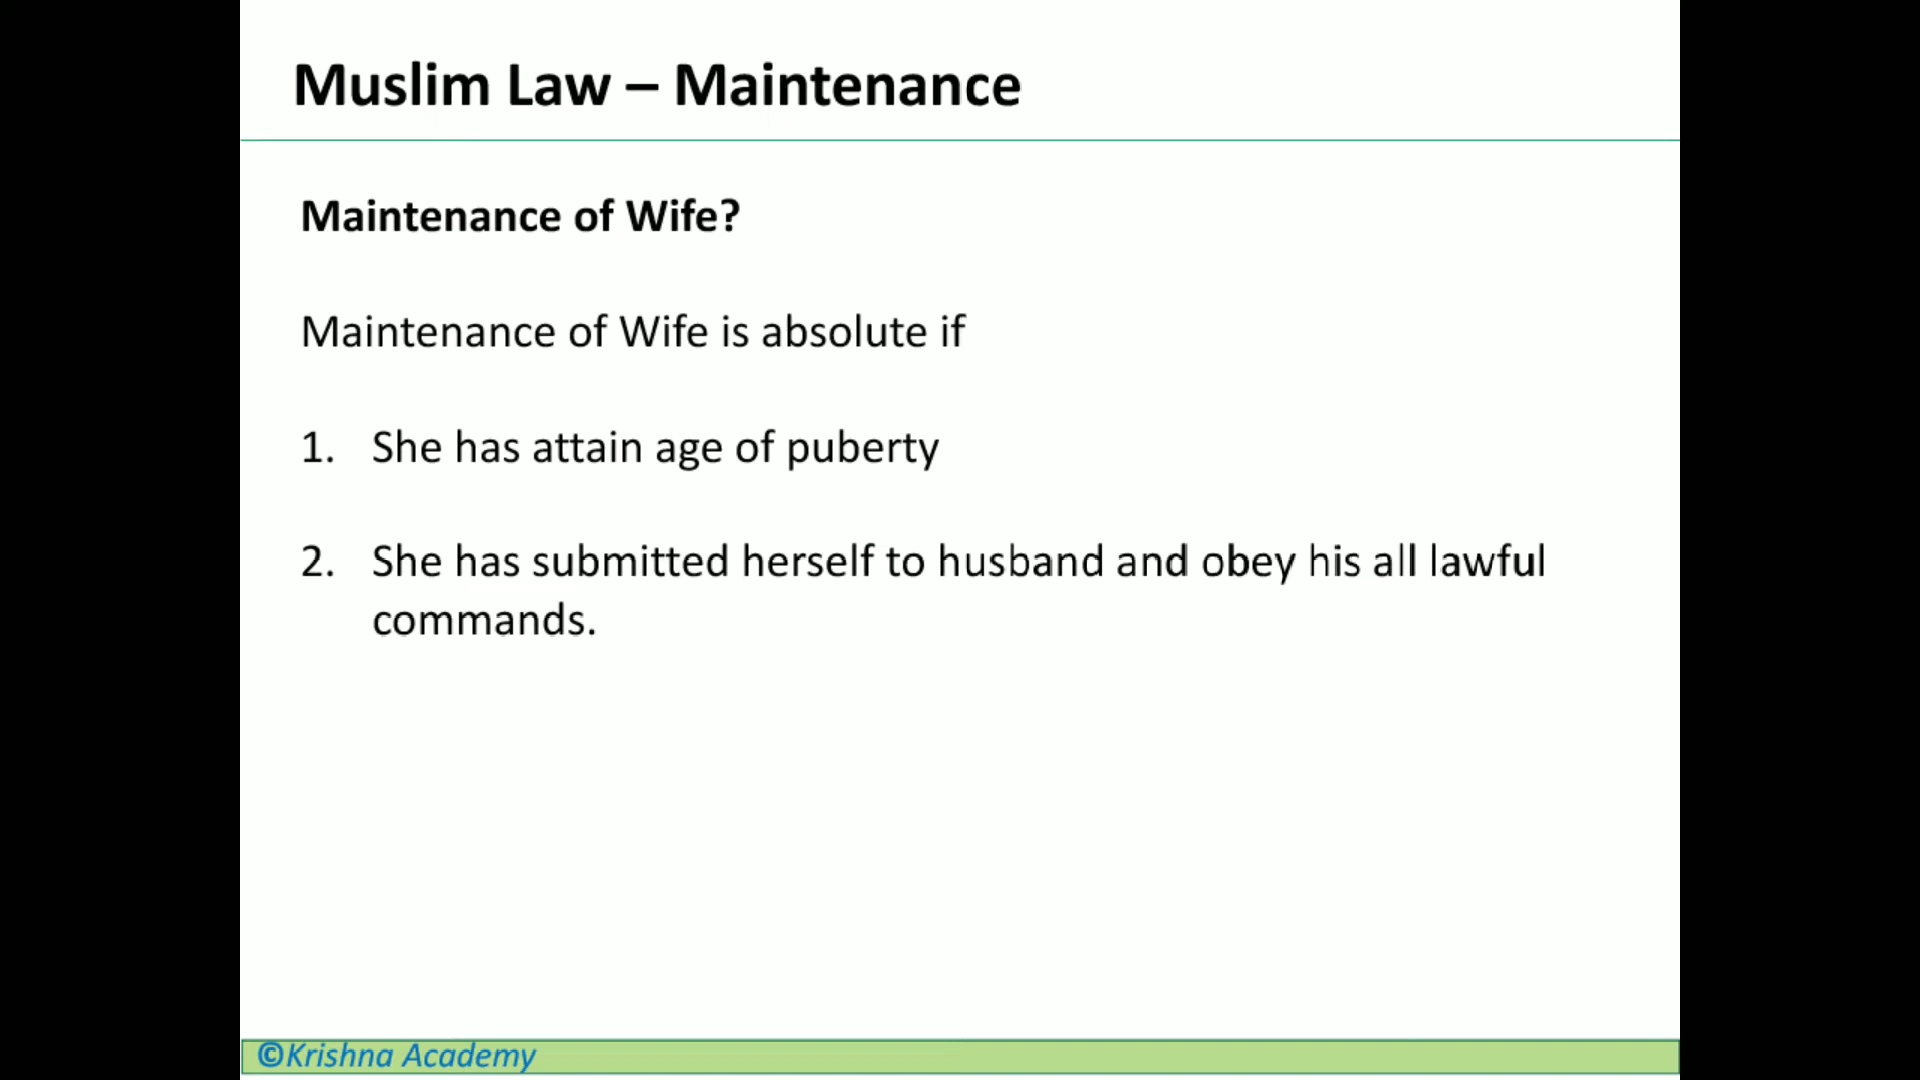 Muslim Law – Maintenance
Maintenance of Wife?
Maintenance of Wife is absolute if
1. She has attain age of puberty
2. She has submitted herself to husband and obey his all lawful
commands.
©Krishna Academy